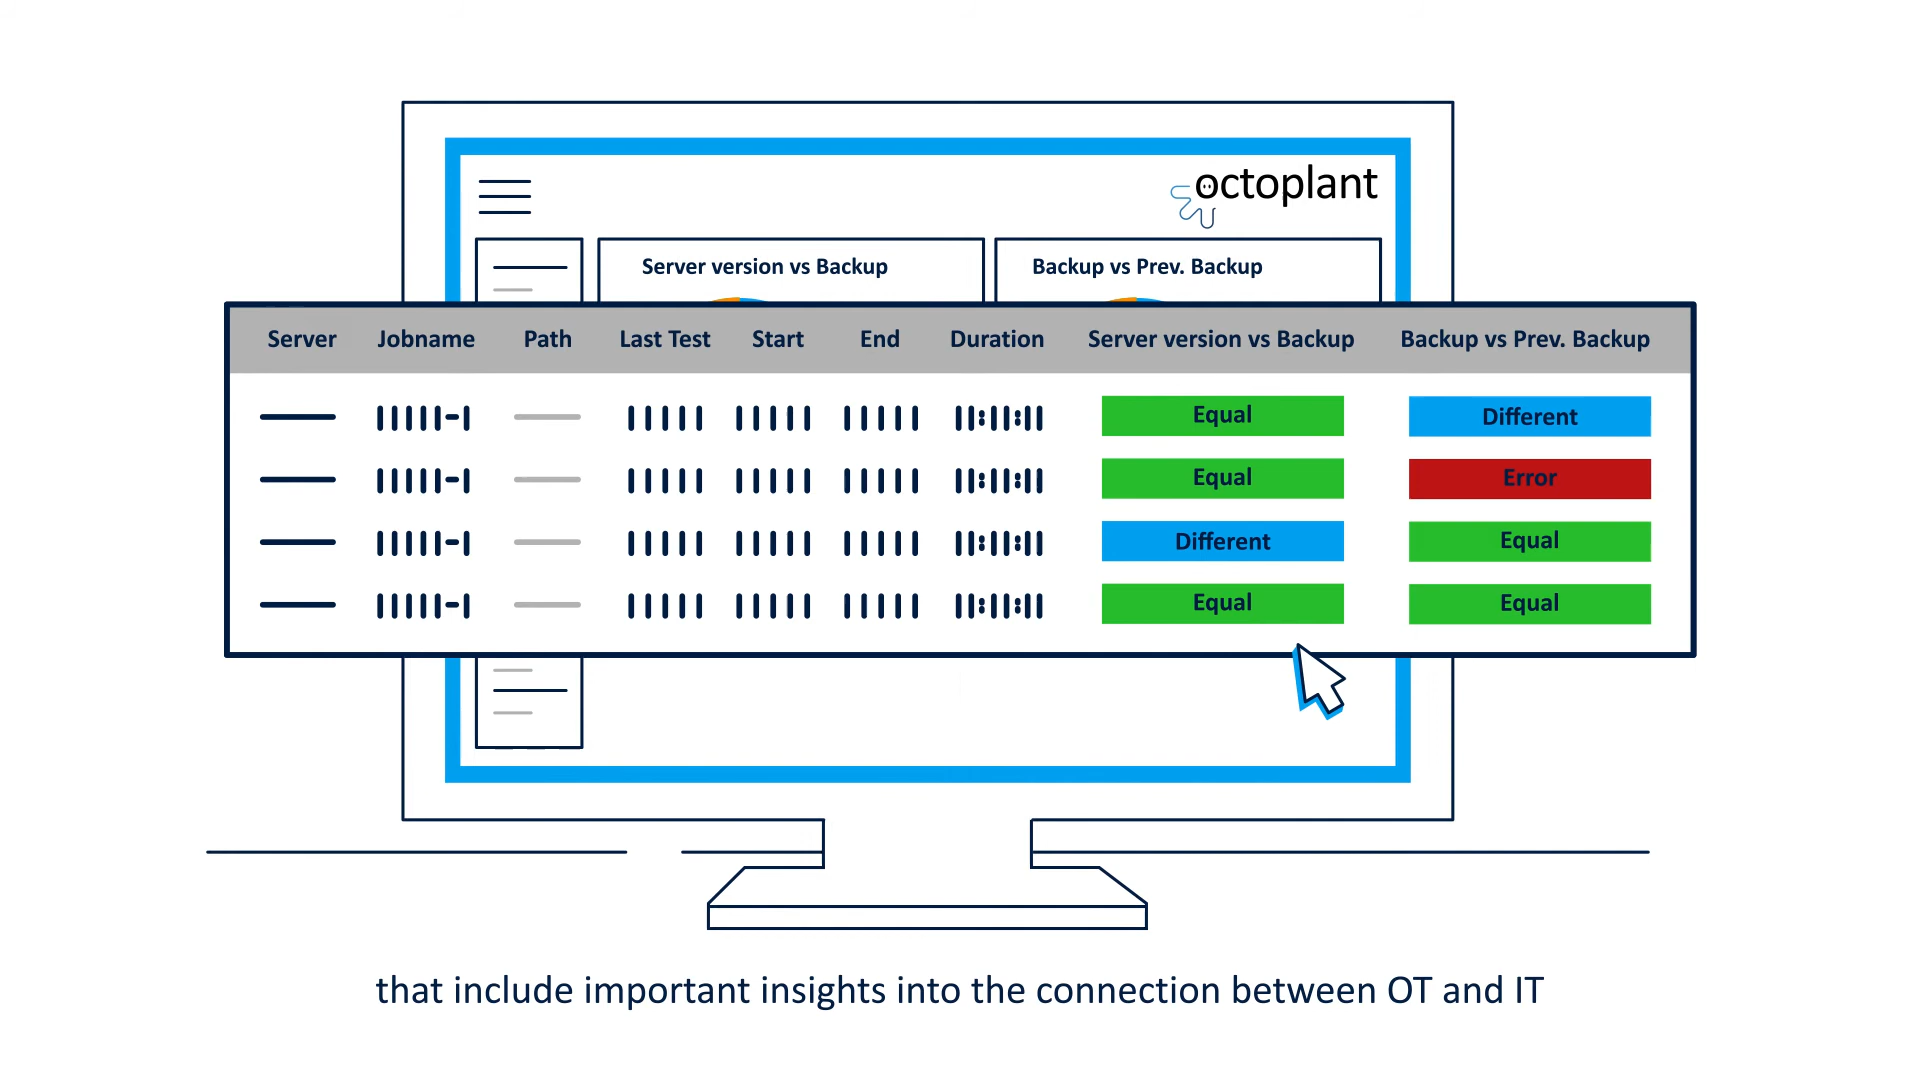 octoplant
Server version vs Backup
Backup vs Prev. Backup
Server Jobname Path Last Test Start End Duration Server version vs Backup Backup vs Prev. Backup
Equal Different
Equal Error
Different Equal
Equal Equal
that include important insights into the connection between OT and IT